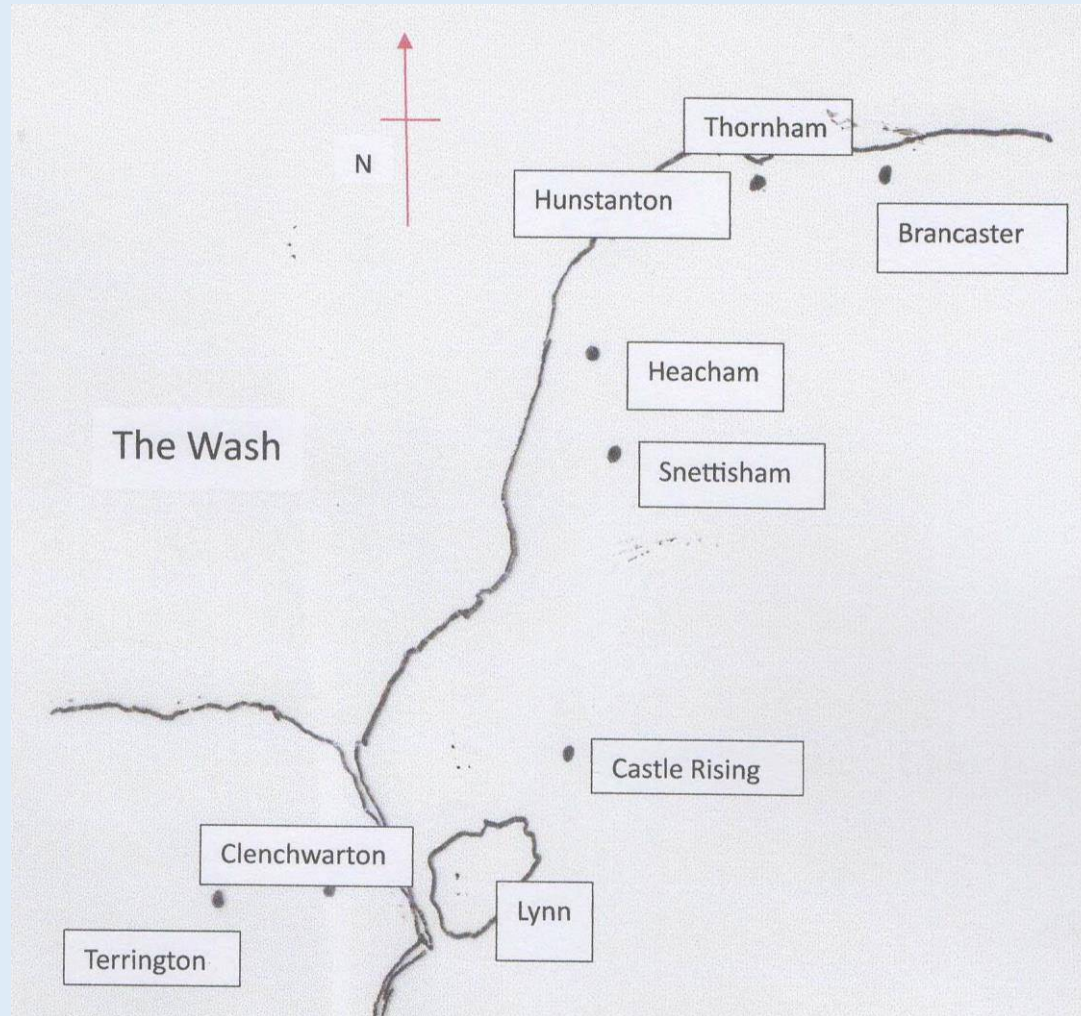 Thornham
N
Hunstanton
Brancaster
Heacham
The Wash
Snettisham
Castle Rising
Clenchwarton
Lynn
Terrington